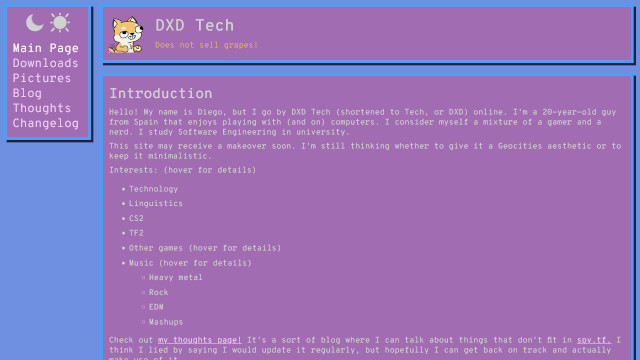 DXD Tech
Does not sell grapes!
Main Page
Downloads
Pictures
Blog
Thoughts
Changelog
Introduction
Hello! My name is Diego, but I go by DXD Tech (shortened to Tech, or DXD) online. I'm a 20-year-old guy
from Spain that enjoys playing with (and on) computers. I consider myself a mixture of a gamer and a
nerd. I study Software Engineering in university.
This site may receive a makeover soon. I'm still thinking whether to give it a Geocities aesthetic or to
keep it minimalistic.
Interests: (hover for details)
Technology
Linguistics
CS2
TF2
Other games (hover for details)
Music (hover for details)
Heavy metal
Rock
EDM
Mashups
Check out my thoughts page! It's a sort of blog where I can talk about things that don't fit in spy.tf. I
think I lied by saying I would update it regularly, but hopefully I can get back on track and actually
make use of it.